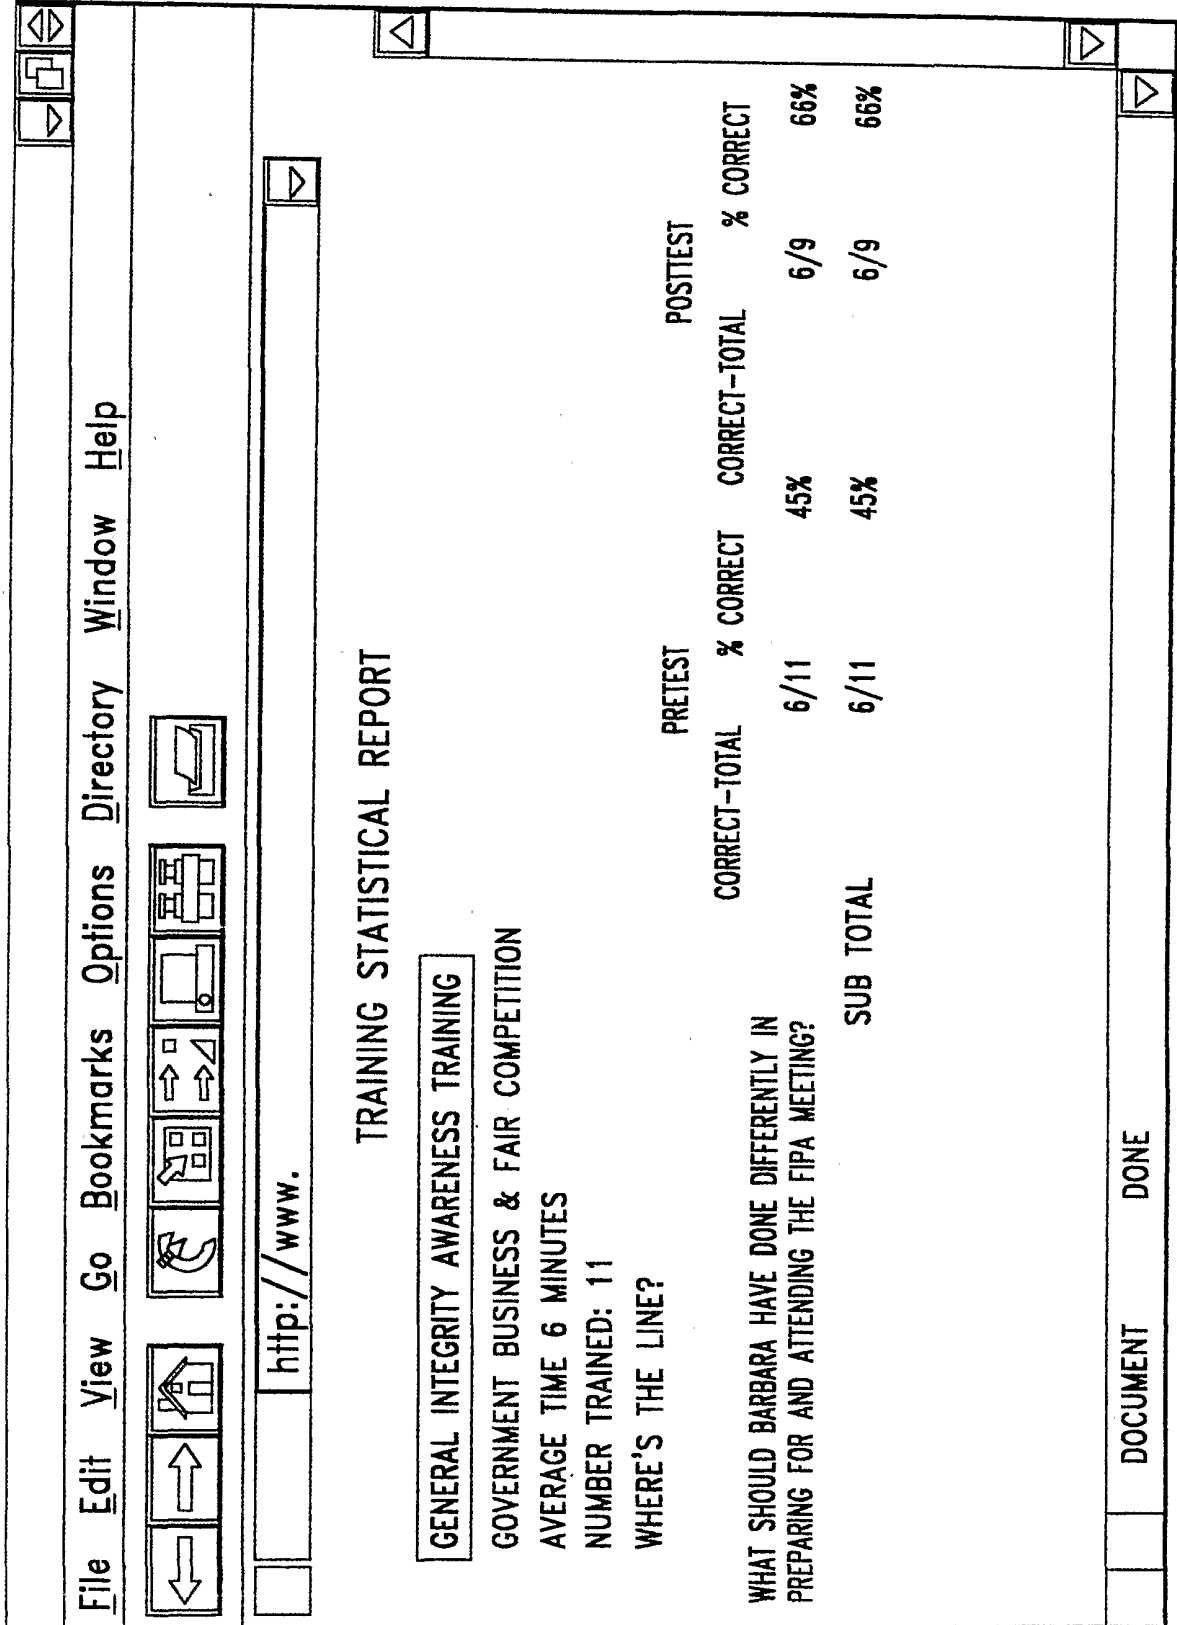 File Edit View Go Bookmarks Options Directory Window Help
http://www.
TRAINING STATISTICAL REPORT
GENERAL INTEGRITY AWARENESS TRAINING
GOVERNMENT BUSINESS & FAIR COMPETITION
AVERAGE TIME 6 MINUTES
NUMBER TRAINED: 11
WHERE'S THE LINE?
PRETEST POSTTEST
CORRECT-TOTAL % CORRECT CORRECT-TOTAL % CORRECT
WHAT SHOULD BARBARA HAVE DONE DIFFERENTLY IN
PREPARING FOR AND ATTENDING THE FIPA MEETING? 6/11 45% 6/9 66%
SUB TOTAL 6/11 45% 6/9 66%
DOCUMENT DONE